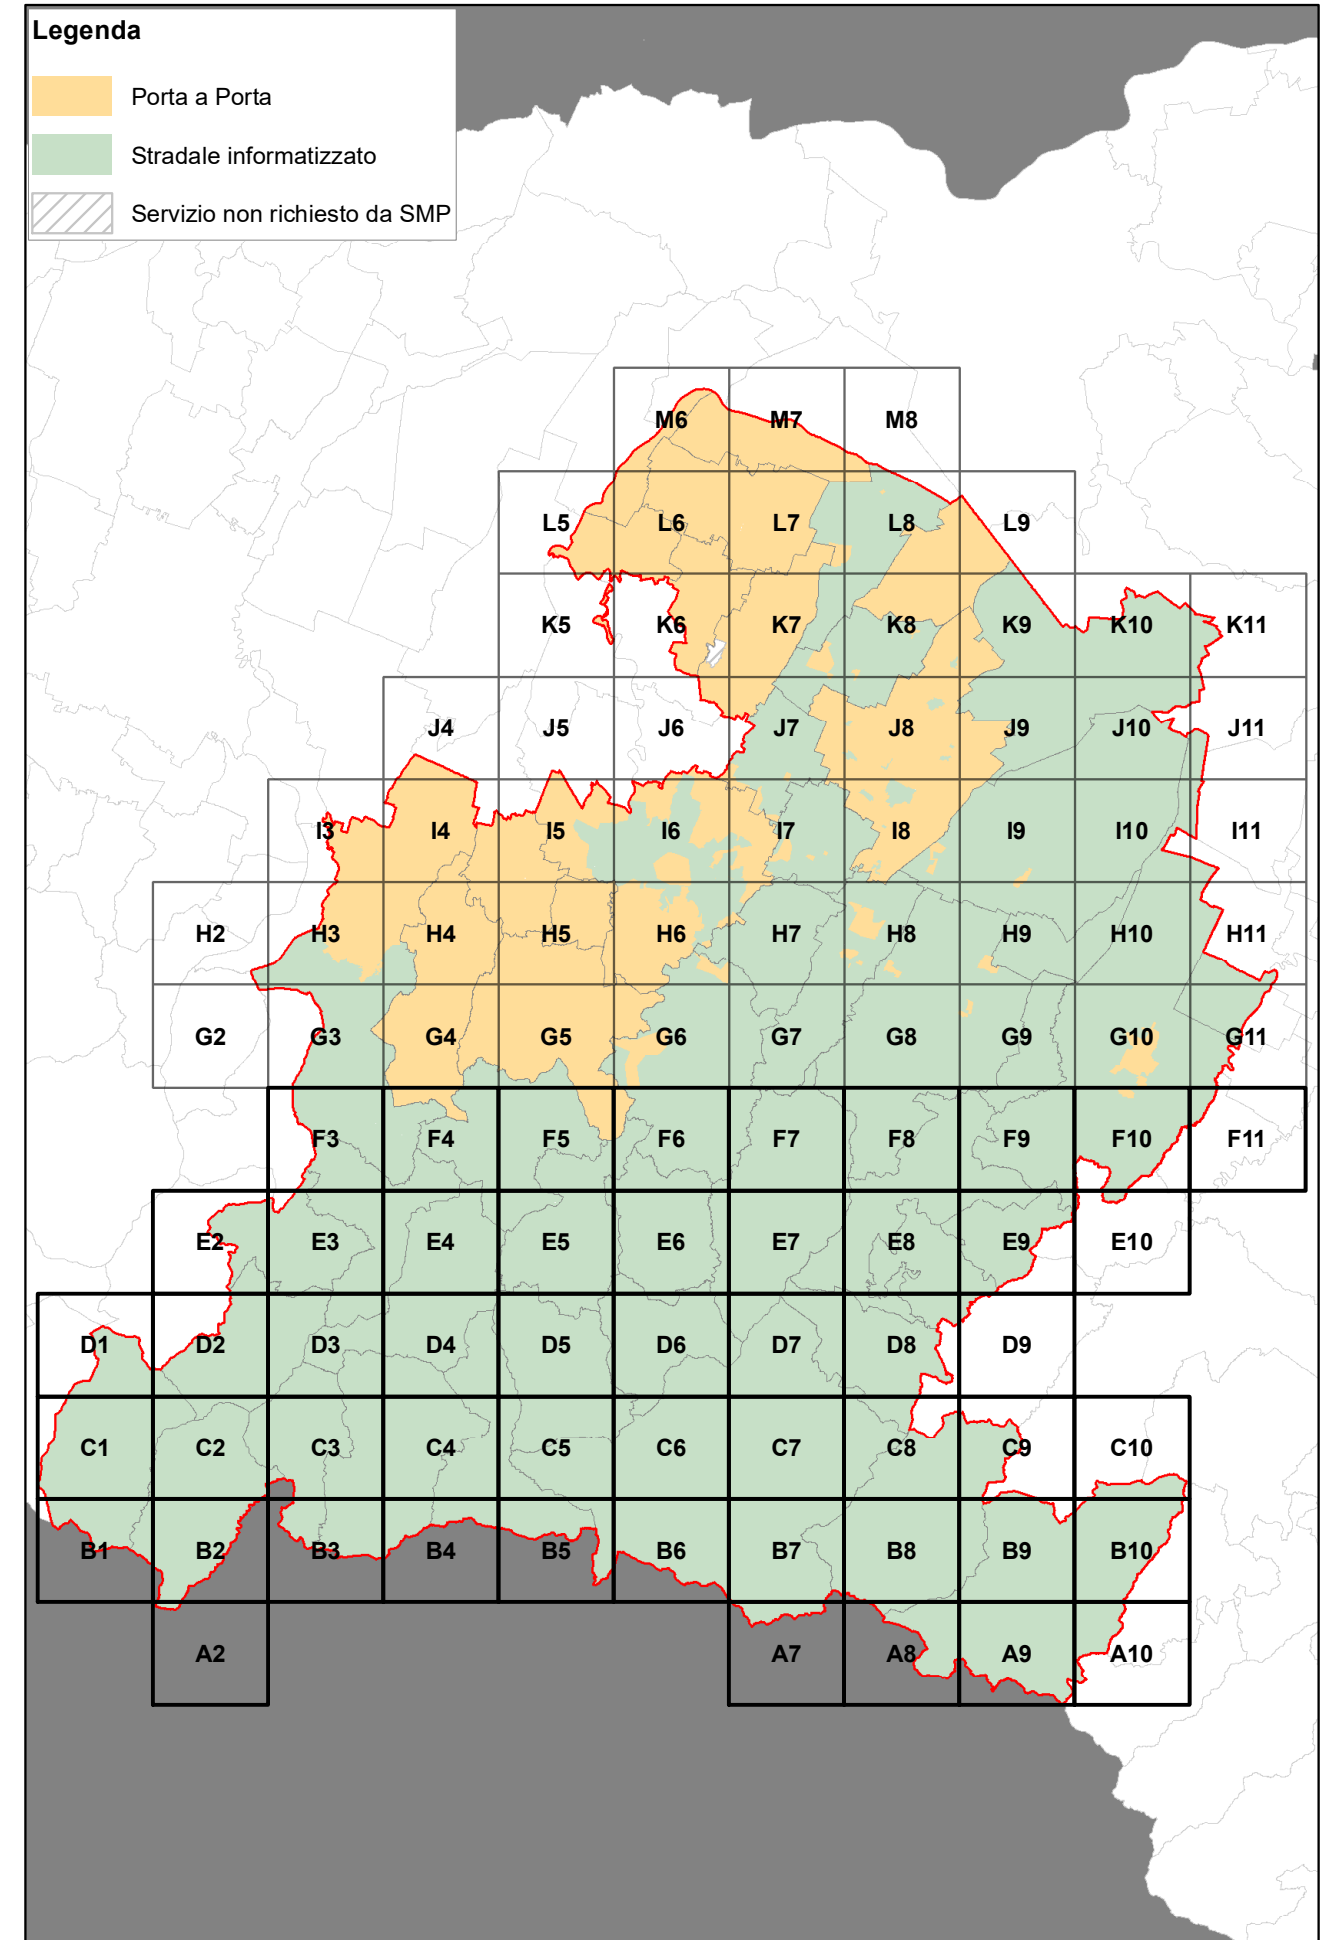 Legenda
Porta a Porta
Stradale informatizzato
Servizio non richiesto da SMP
M6 M7 M8
L5 L6 L7 L8 L9
K5 K6 K7 K8 K9 K10 K11
J4 J5 J6 J7 J8 J9 J10 J11
I3 I4 I5 I6 I7 I8 I9 I10 I11
H2 H3 H4 H5 H6 H7 H8 H9 H10 H11
G2 G3 G4 G5 G6 G7 G8 G9 G10 G11
F3 F4 F5 F6 F7 F8 F9 F10 F11
E2 E3 E4 E5 E6 E7 E8 E9 E10
D1 D2 D3 D4 D5 D6 D7 D8 D9
C1 C2 C3 C4 C5 C6 C7 C8 C9 C10
B1 B2 B3 B4 B5 B6 B7 B8 B9 B10
A2 A7 A8 A9 A10